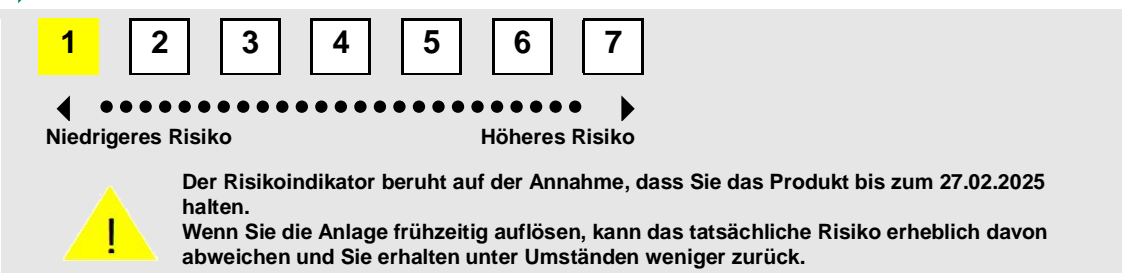 1 2 3 4 5 6 7
Niedrigeres Risiko Höheres Risiko
Der Risikoindikator beruht auf der Annahme, dass Sie das Produkt bis zum 27.02.2025
halten.
Wenn Sie die Anlage frühzeitig auflösen, kann das tatsächliche Risiko erheblich davon
abweichen und Sie erhalten unter Umständen weniger zurück.
!